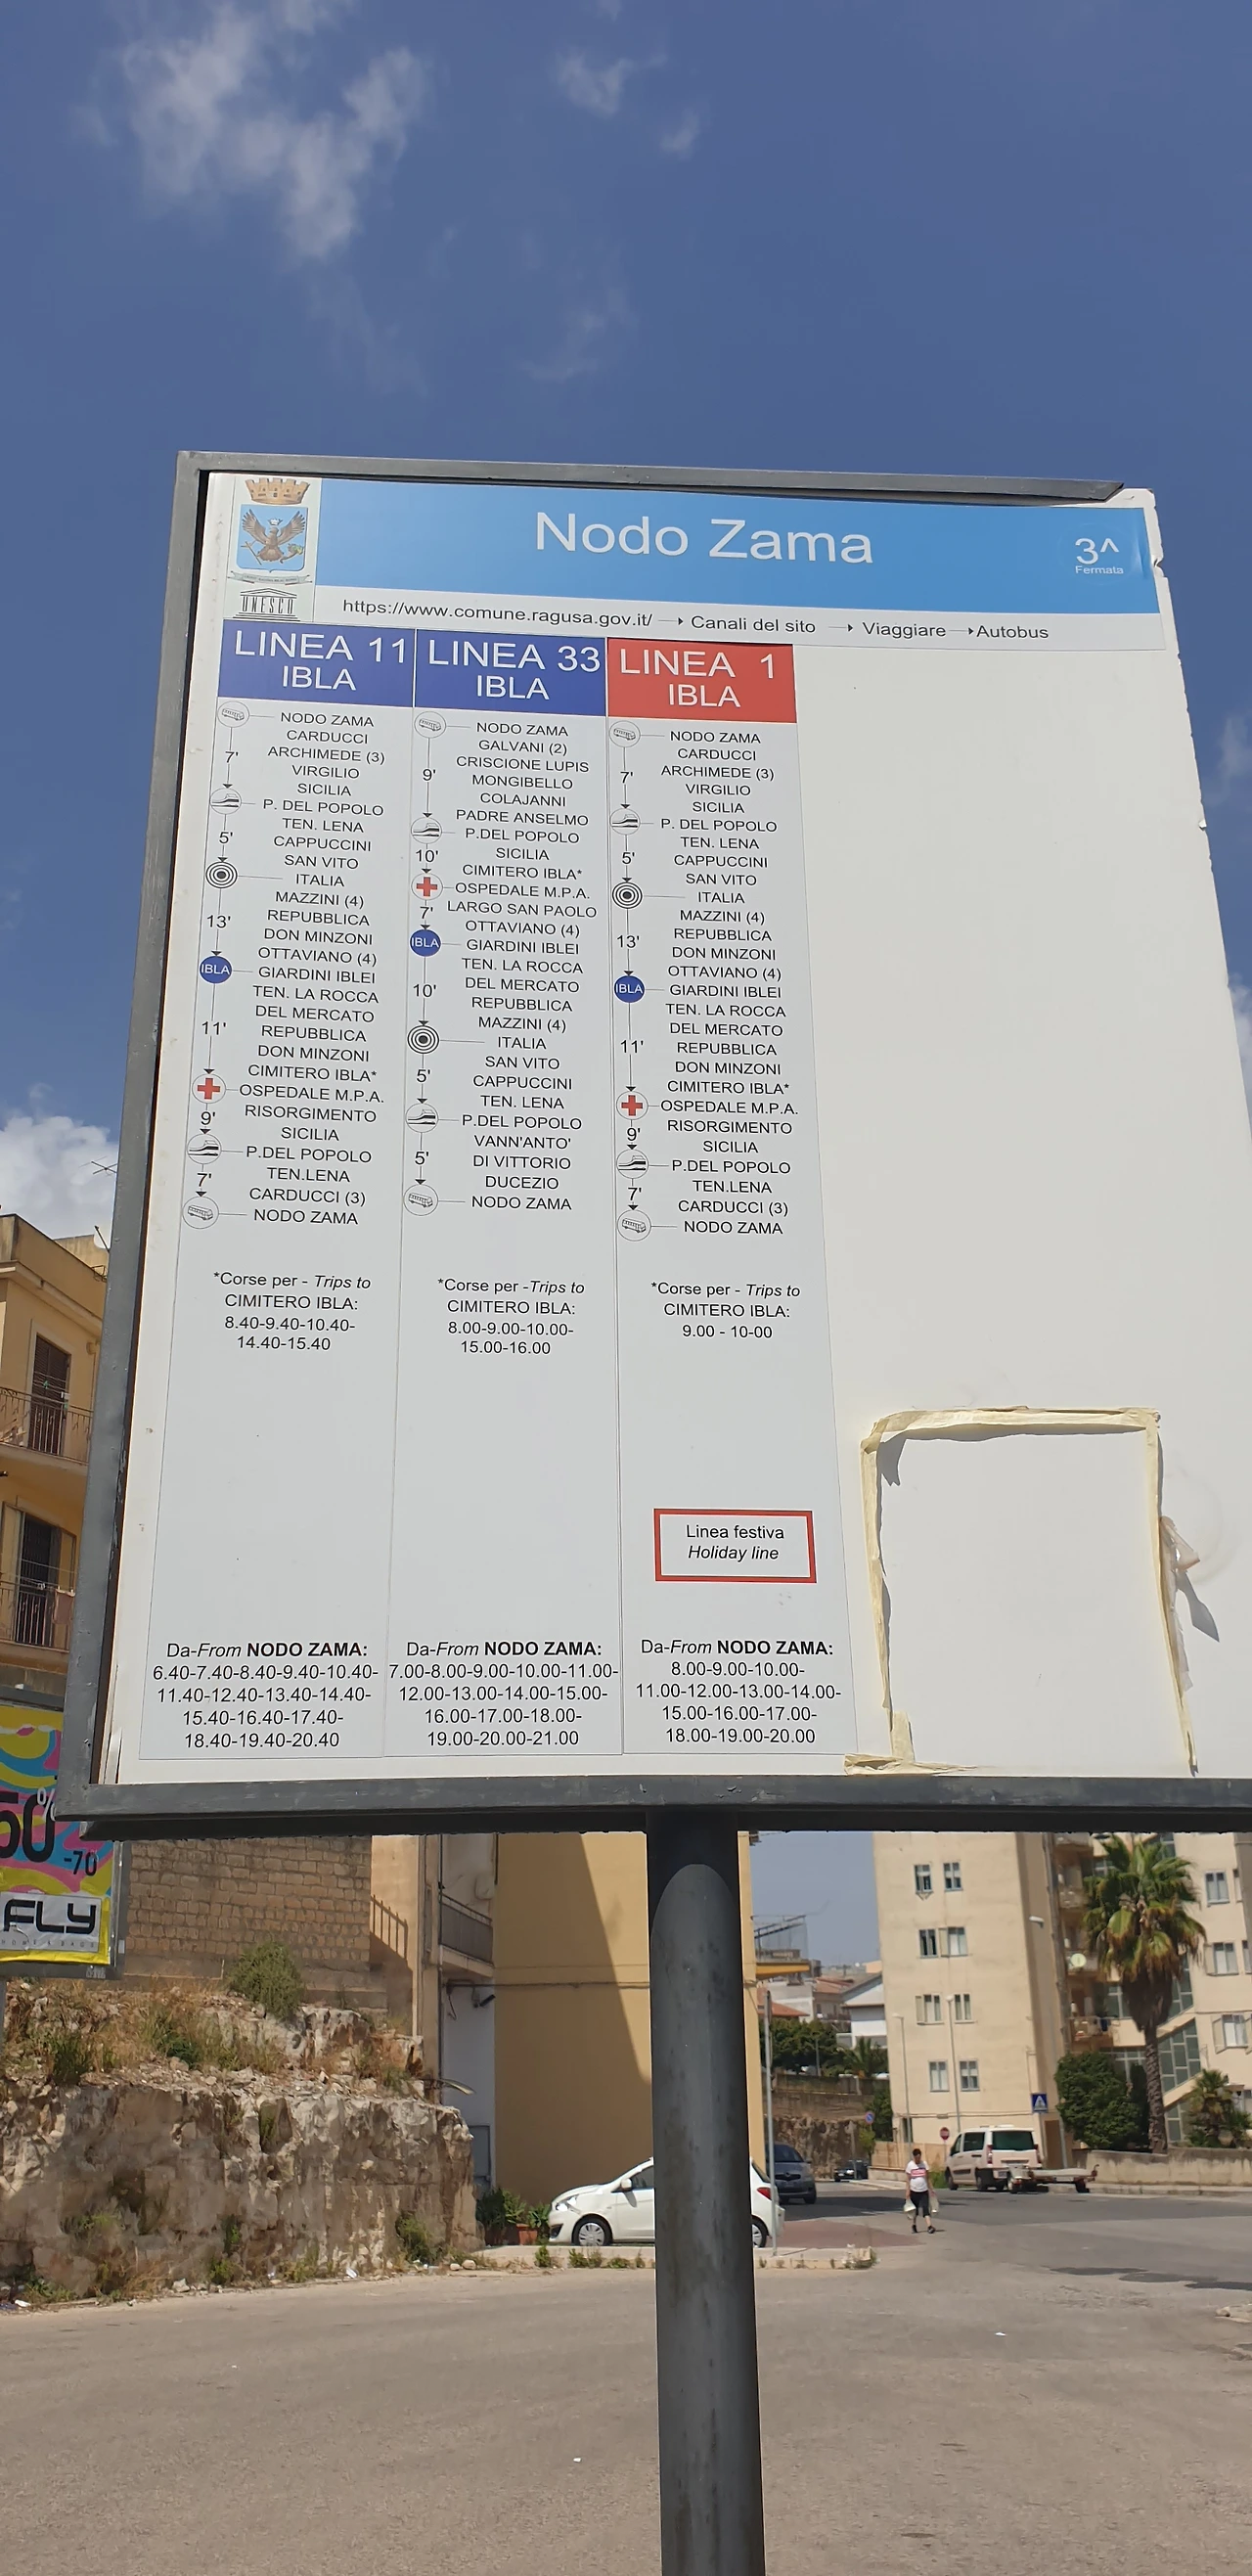 Nodo Zama
3^
Fermata
UNESCO
https://www.comune.ragusa.gov.it/ → Canali del sito → Viaggiare → Autobus
LINEA 11
IBLA
NODO ZAMA
CARDUCCI
7' ARCHIMEDE (3)
VIRGILIO
SICILIA
P. DEL POPOLO
TEN. LENA
5' CAPPUCCINI
SAN VITO
ITALIA
MAZZINI (4)
13' REPUBBLICA
DON MINZONI
OTTAVIANO (4)
IBLA GIARDINI IBLEI
TEN. LA ROCCA
DEL MERCATO
11' REPUBBLICA
DON MINZONI
CIMITERO IBLA*
OSPEDALE M.P.A.
9' RISORGIMENTO
SICILIA
P.DEL POPOLO
7' TEN.LENA
CARDUCCI (3)
NODO ZAMA
*Corse per - Trips to
CIMITERO IBLA:
8.40-9.40-10.40-
14.40-15.40
Da-From NODO ZAMA:
6.40-7.40-8.40-9.40-10.40-
11.40-12.40-13.40-14.40-
15.40-16.40-17.40-
18.40-19.40-20.40
LINEA 33
IBLA
NODO ZAMA
GALVANI (2)
CRISCIONE LUPIS
9' MONGIBELLO
COLAJANNI
PADRE ANSELMO
P.DEL POPOLO
10' SICILIA
CIMITERO IBLA*
OSPEDALE M.P.A.
7' LARGO SAN PAOLO
OTTAVIANO (4)
IBLA GIARDINI IBLEI
TEN. LA ROCCA
10' DEL MERCATO
REPUBBLICA
MAZZINI (4)
ITALIA
SAN VITO
5' CAPPUCCINI
TEN. LENA
P.DEL POPOLO
VANN'ANTO'
5' DI VITTORIO
DUCEZIO
NODO ZAMA
*Corse per -Trips to
CIMITERO IBLA:
8.00-9.00-10.00-
15.00-16.00
Da-From NODO ZAMA:
7.00-8.00-9.00-10.00-11.00-
12.00-13.00-14.00-15.00-
16.00-17.00-18.00-
19.00-20.00-21.00
LINEA 1
IBLA
NODO ZAMA
CARDUCCI
7' ARCHIMEDE (3)
VIRGILIO
SICILIA
P. DEL POPOLO
TEN. LENA
5' CAPPUCCINI
SAN VITO
ITALIA
MAZZINI (4)
13' REPUBBLICA
DON MINZONI
OTTAVIANO (4)
IBLA GIARDINI IBLEI
TEN. LA ROCCA
DEL MERCATO
11' REPUBBLICA
DON MINZONI
CIMITERO IBLA*
OSPEDALE M.P.A.
9' RISORGIMENTO
SICILIA
P.DEL POPOLO
7' TEN.LENA
CARDUCCI (3)
NODO ZAMA
*Corse per - Trips to
CIMITERO IBLA:
9.00 - 10-00
Linea festiva
Holiday line
Da-From NODO ZAMA:
8.00-9.00-10.00-
11.00-12.00-13.00-14.00-
15.00-16.00-17.00-
18.00-19.00-20.00
50%
-70
FLY